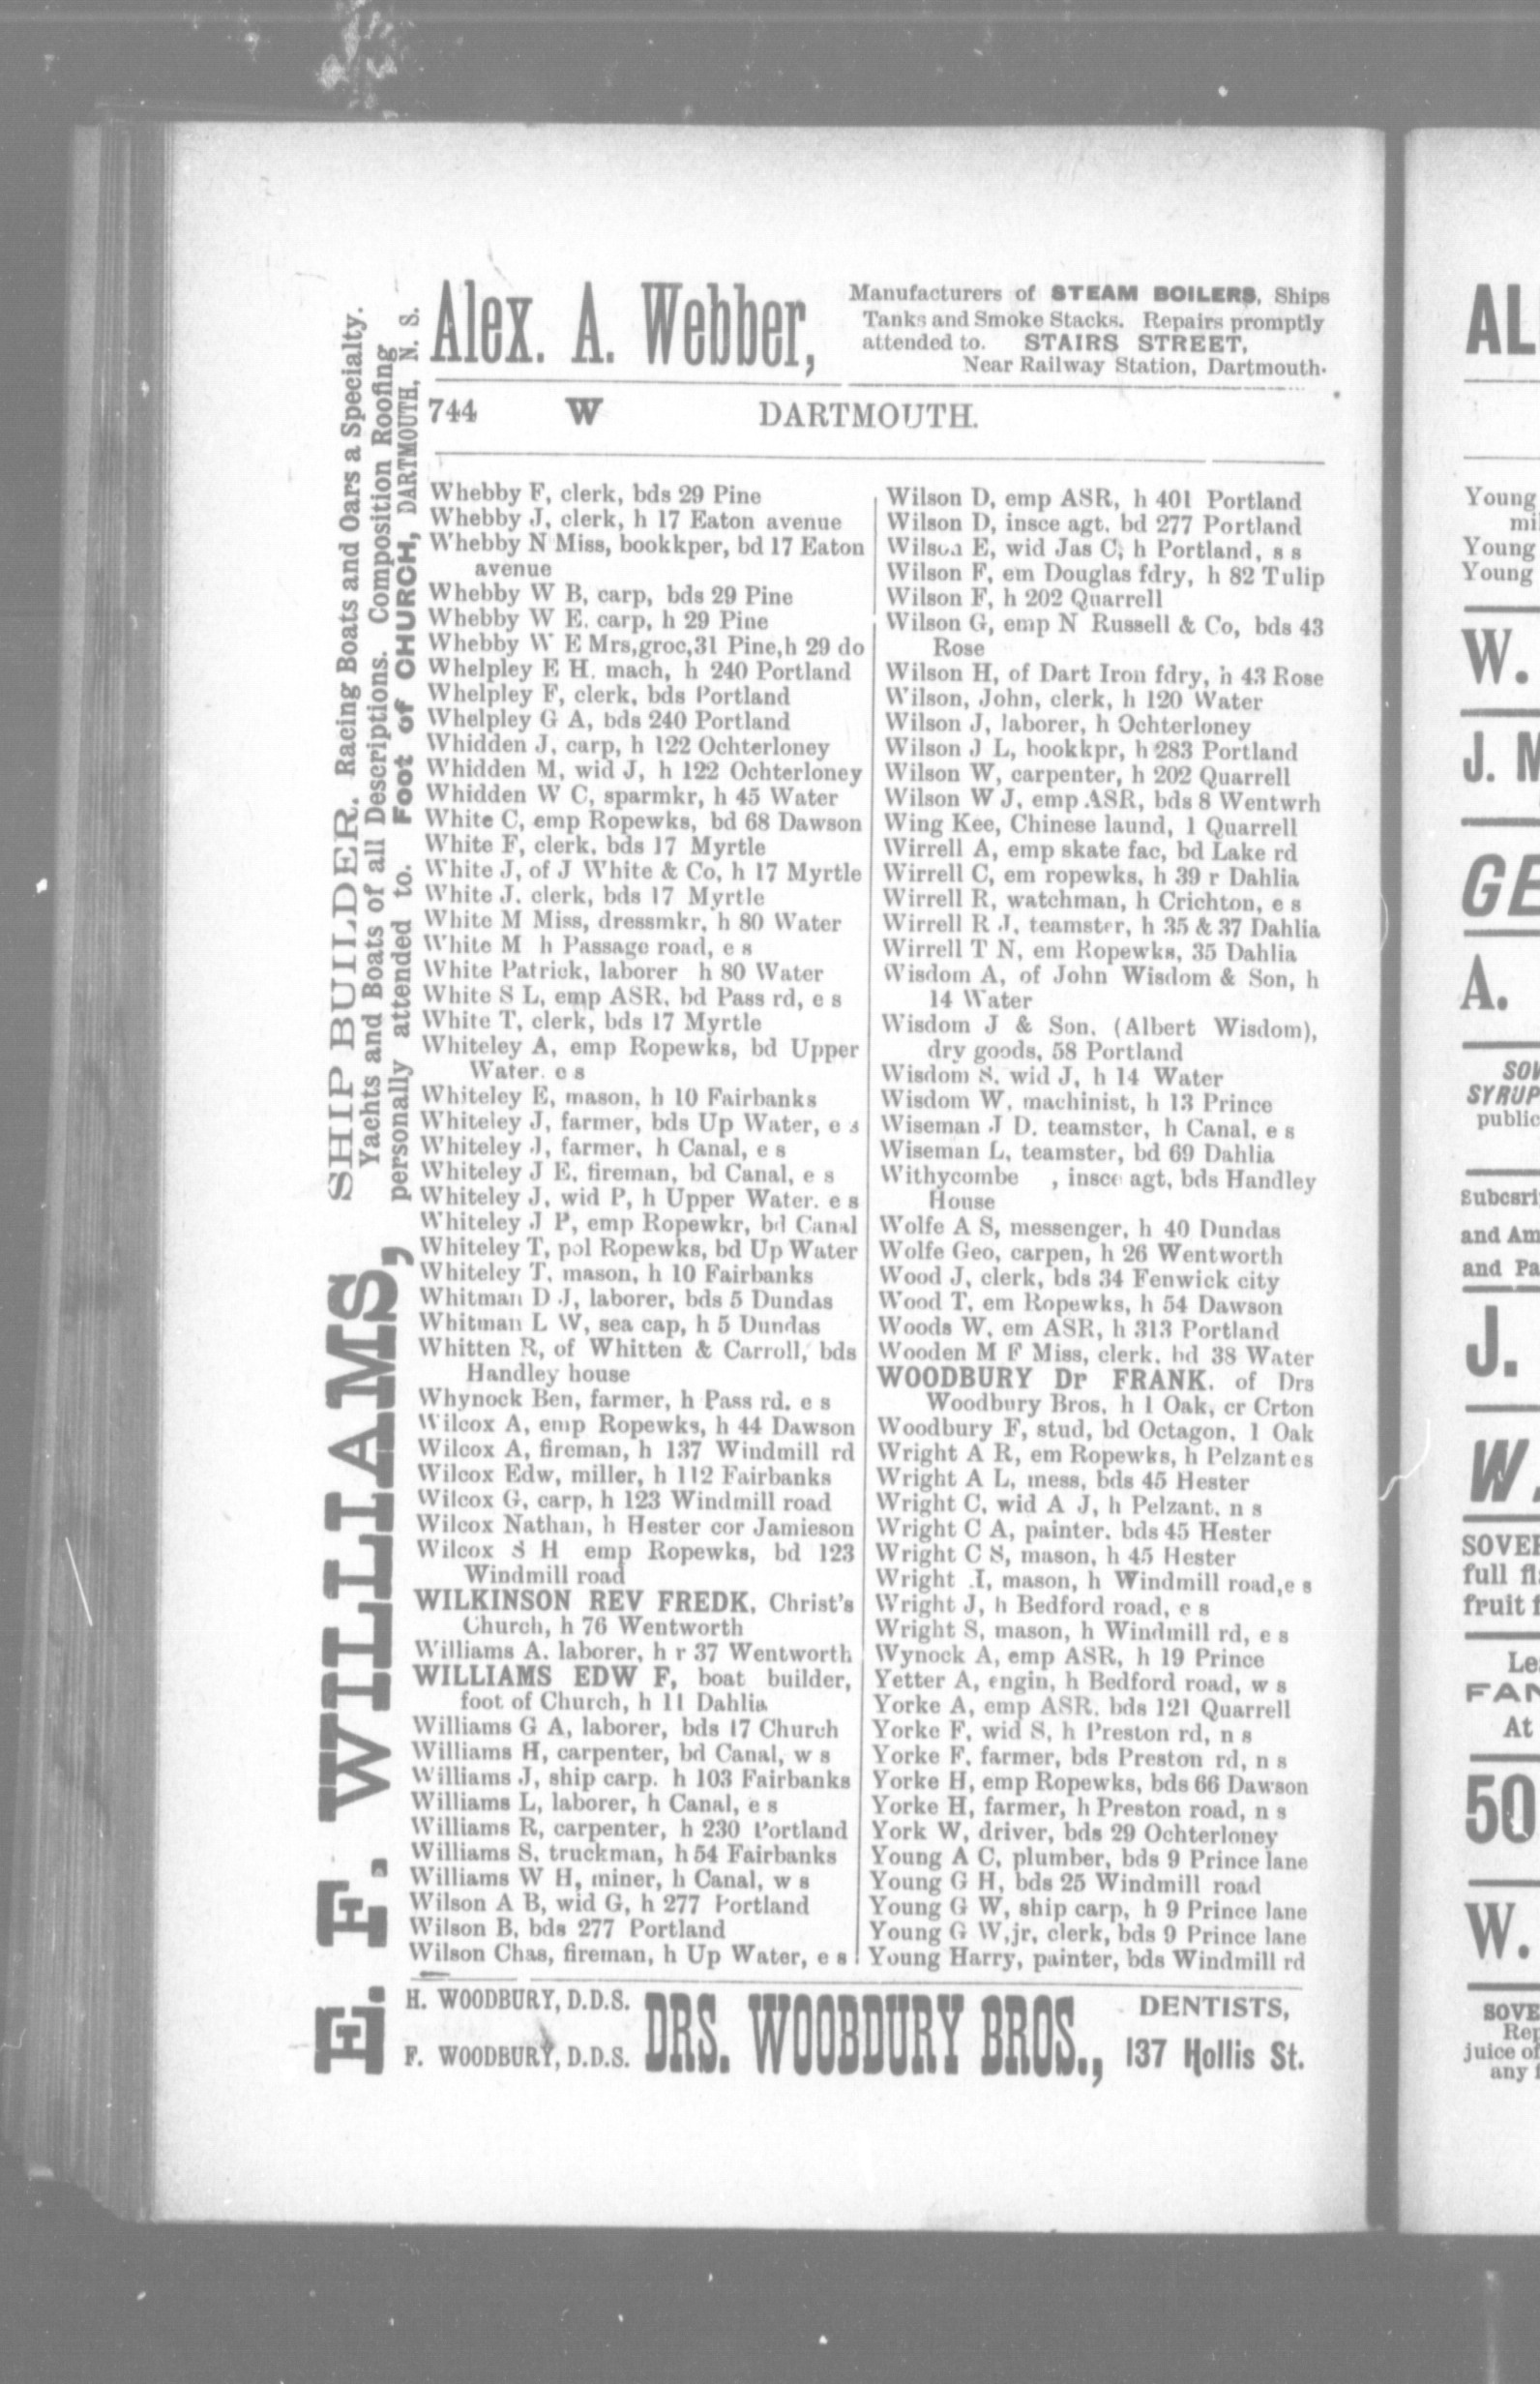 Alex. A. Webber,
Manufacturers of STEAM BOILERS, Ships
Tanks and Smoke Stacks. Repairs promptly
attended to. STAIRS STREET,
Near Railway Station, Dartmouth.
744 W DARTMOUTH.
Whebby F, clerk, bds 29 Pine
Whebby J, clerk, h 17 Eaton avenue
Whebby N Miss, bookkper, bd 17 Eaton
avenue
Whebby W B, carp, bds 29 Pine
Whebby W E. carp, h 29 Pine
Whebby W E Mrs,groc,31 Pine,h 29 do
Whelpley E H. mach, h 240 Portland
Whelpley F, clerk, bds Portland
Whelpley G A, bds 240 Portland
Whidden J, carp, h 122 Ochterloney
Whidden M, wid J, h 122 Ochterloney
Whidden W C, sparmkr, h 45 Water
White C, emp Ropewks, bd 68 Dawson
White F, clerk, bds 17 Myrtle
White J, of J White & Co, h 17 Myrtle
White J. clerk, bds 17 Myrtle
White M Miss, dressmkr, h 80 Water
White M h Passage road, e s
White Patrick, laborer h 80 Water
White S L, emp ASR, bd Pass rd, e s
White T, clerk, bds 17 Myrtle
Whiteley A, emp Ropewks, bd Upper
Water. e s
Whiteley E, mason, h 10 Fairbanks
Whiteley J, farmer, bds Up Water, e s
Whiteley J, farmer, h Canal, e s
Whiteley J E, fireman, bd Canal, e s
Whiteley J, wid P, h Upper Water. e s
Whiteley J P, emp Ropewkr, bd Canal
Whiteley T, pol Ropewks, bd Up Water
Whiteley T, mason, h 10 Fairbanks
Whitman D J, laborer, bds 5 Dundas
Whitman L W, sea cap, h 5 Dundas
Whitten R, of Whitten & Carroll, bds
Handley house
Whynock Ben, farmer, h Pass rd. e s
Wilcox A, emp Ropewks, h 44 Dawson
Wilcox A, fireman, h 137 Windmill rd
Wilcox Edw, miller, h 112 Fairbanks
Wilcox G, carp, h 123 Windmill road
Wilcox Nathan, h Hester cor Jamieson
Wilcox S H emp Ropewks, bd 123
Windmill road
WILKINSON REV FREDK, Christ's
Church, h 76 Wentworth
Williams A. laborer, h r 37 Wentworth
WILLIAMS EDW F, boat builder,
foot of Church, h 11 Dahlia
Williams G A, laborer, bds 17 Church
Williams H, carpenter, bd Canal, w s
Williams J, ship carp. h 103 Fairbanks
Williams L, laborer, h Canal, e s
Williams R, carpenter, h 230 Portland
Williams S. truckman, h 54 Fairbanks
Williams W H, miner, h Canal, w s
Wilson A B, wid G, h 277 Portland
Wilson B, bds 277 Portland
Wilson Chas, fireman, h Up Water, e s
Wilson D, emp ASR, h 401 Portland
Wilson D, insce agt. bd 277 Portland
Wilson E, wid Jas C, h Portland, s s
Wilson F, em Douglas fdry, h 82 Tulip
Wilson F, h 202 Quarrell
Wilson G, emp N Russell & Co, bds 43
Rose
Wilson H, of Dart Iron fdry, h 43 Rose
Wilson, John, clerk, h 120 Water
Wilson J, laborer, h Ochterloney
Wilson J L, bookkpr, h 283 Portland
Wilson W, carpenter, h 202 Quarrell
Wilson W J, emp ASR, bds 8 Wentwrh
Wing Kee, Chinese laund, 1 Quarrell
Wirrell A, emp skate fac, bd Lake rd
Wirrell C, em ropewks, h 39 r Dahlia
Wirrell R, watchman, h Crichton, e s
Wirrell R J, teamster, h 35 & 37 Dahlia
Wirrell T N, em Ropewks, 35 Dahlia
Wisdom A, of John Wisdom & Son, h
14 Water
Wisdom J & Son, (Albert Wisdom),
dry goods, 58 Portland
Wisdom S. wid J, h 14 Water
Wisdom W, machinist, h 13 Prince
Wiseman J D. teamster, h Canal, e s
Wiseman L, teamster, bd 69 Dahlia
Withycombe , insce agt, bds Handley
House
Wolfe A S, messenger, h 40 Dundas
Wolfe Geo, carpen, h 26 Wentworth
Wood J, clerk, bds 34 Fenwick city
Wood T, em Ropewks, h 54 Dawson
Woods W, em ASR, h 313 Portland
Wooden M F Miss, clerk. bd 38 Water
WOODBURY Dr FRANK. of Drs
Woodbury Bros, h 1 Oak, cr Crton
Woodbury F, stud, bd Octagon, 1 Oak
Wright A R, em Ropewks, h Pelzant es
Wright A L, mess, bds 45 Hester
Wright C, wid A J, h Pelzant, n s
Wright C A, painter. bds 45 Hester
Wright C S, mason, h 45 Hester
Wright J, mason, h Windmill road,e s
Wright J, h Bedford road, e s
Wright S, mason, h Windmill rd, e s
Wynock A, emp ASR, h 19 Prince
Yetter A, engin, h Bedford road, w s
Yorke A, emp ASR. bds 121 Quarrell
Yorke F, wid S, h Preston rd, n s
Yorke F. farmer, bds Preston rd, n s
Yorke H, emp Ropewks, bds 66 Dawson
Yorke H, farmer, h Preston road, n s
York W, driver, bds 29 Ochterloney
Young A C, plumber, bds 9 Prince lane
Young G H, bds 25 Windmill road
Young G W, ship carp, h 9 Prince lane
Young G W,jr, clerk, bds 9 Prince lane
Young Harry, painter, bds Windmill rd
H. WOODBURY, D.D.S.
F. WOODBURY, D.D.S.
DRS. WOODBURY BROS.,
DENTISTS,
137 Hollis St.
E. F. WILLIAMS,
SHIP BUILDER. Racing Boats and Oars a Specialty.
Yachts and Boats of all Descriptions. Composition Roofing
personally attended to. Foot of CHURCH, DARTMOUTH, N. S.
AL
Young
mi
Young
Young
W.
J. M
GE
A.
SOV
SYRUP
public
Subcsri
and Am
and Pa
J.
W.
SOVE
full fl
fruit f
Le
FAN
At
50
W.
SOVE
Rep
juice of
any f